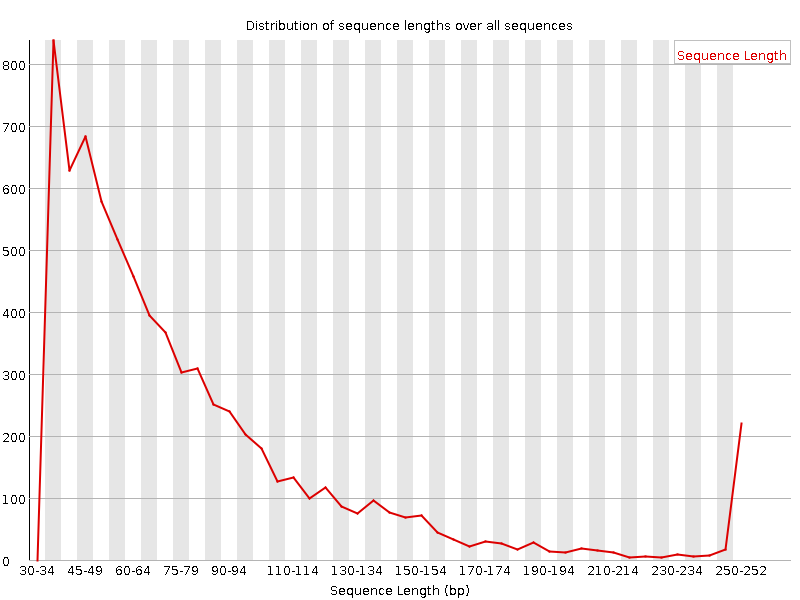 Distribution of sequence lengths over all sequences
Sequence Length
800
700
600
500
400
300
200
100
0
30-34 45-49 60-64 75-79 90-94 110-114 130-134 150-154 170-174 190-194 210-214 230-234 250-252
Sequence Length (bp)